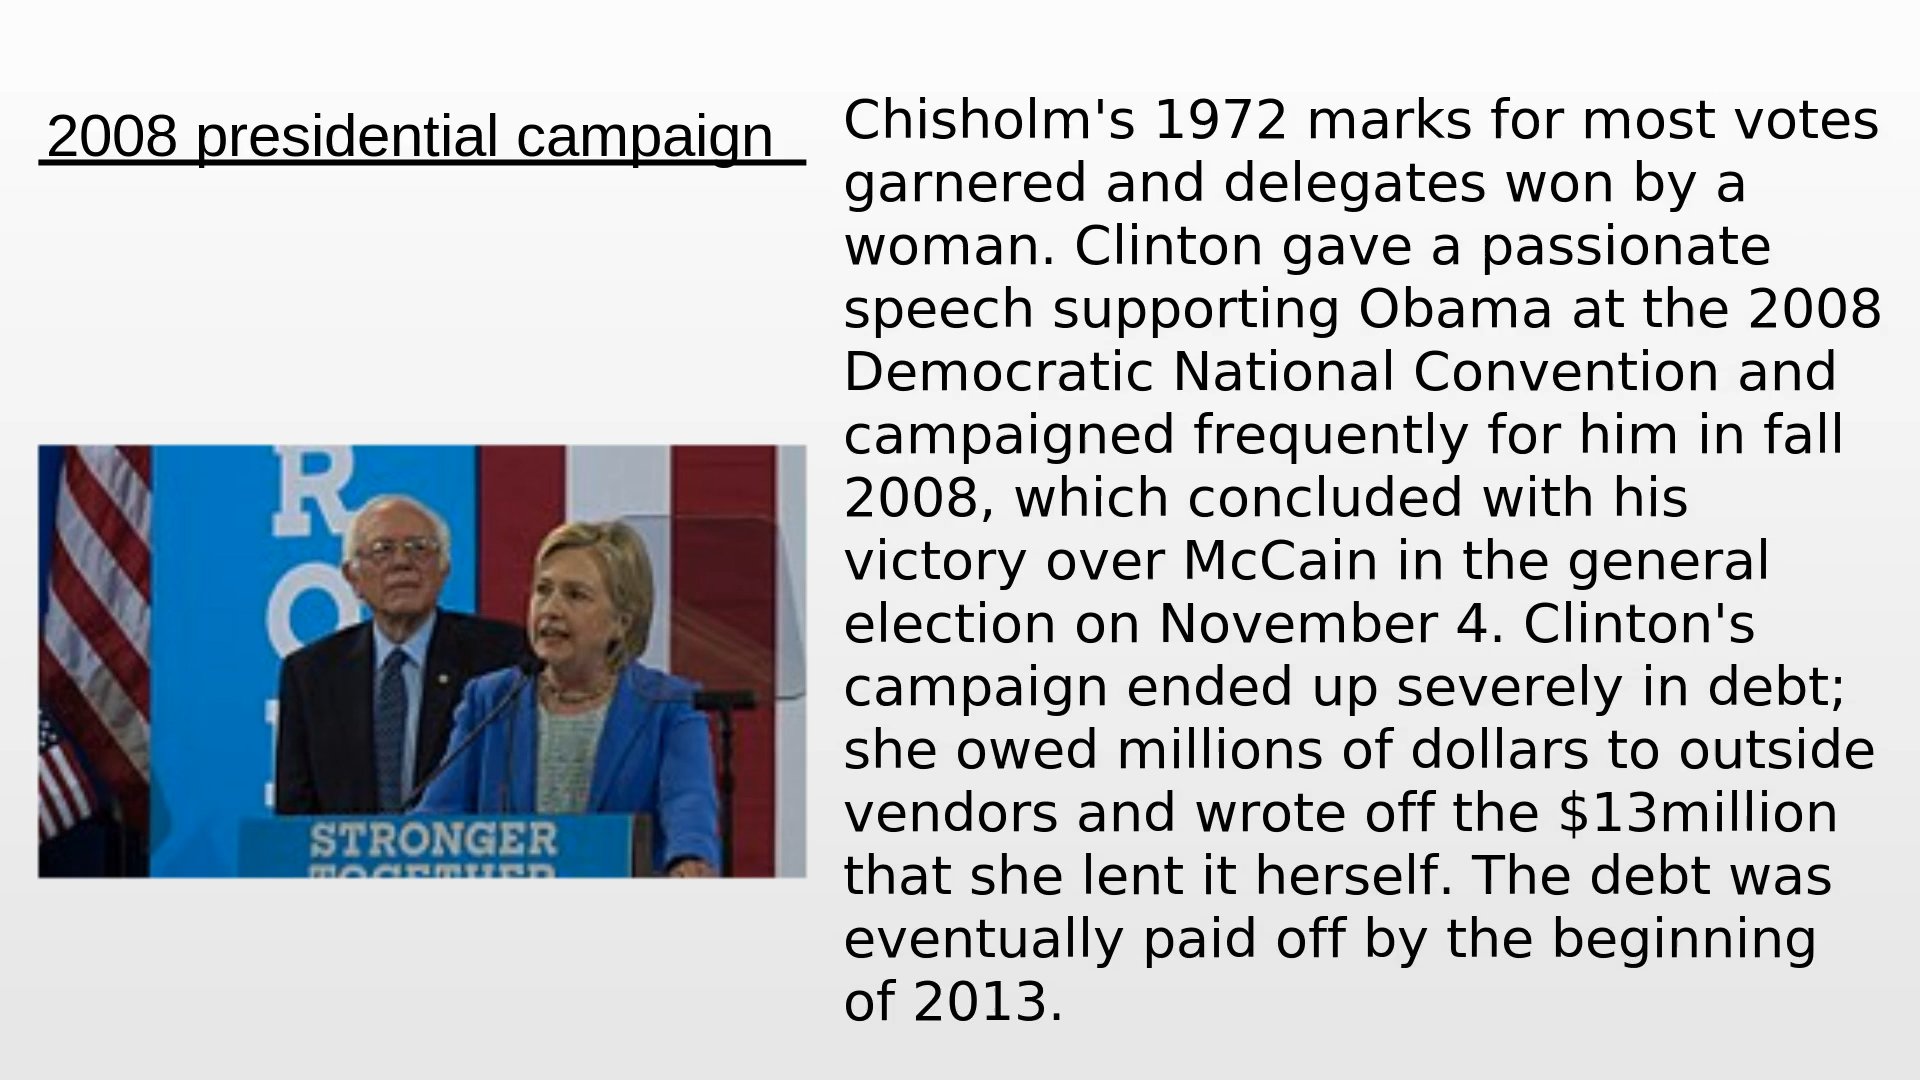 2008 presidential campaign
Chisholm's 1972 marks for most votes
garnered and delegates won by a
woman. Clinton gave a passionate
speech supporting Obama at the 2008
Democratic National Convention and
campaigned frequently for him in fall
2008, which concluded with his
victory over McCain in the general
election on November 4. Clinton's
campaign ended up severely in debt;
she owed millions of dollars to outside
vendors and wrote off the $13million
that she lent it herself. The debt was
eventually paid off by the beginning
of 2013.
R
O
STRONGER
TOGETHER